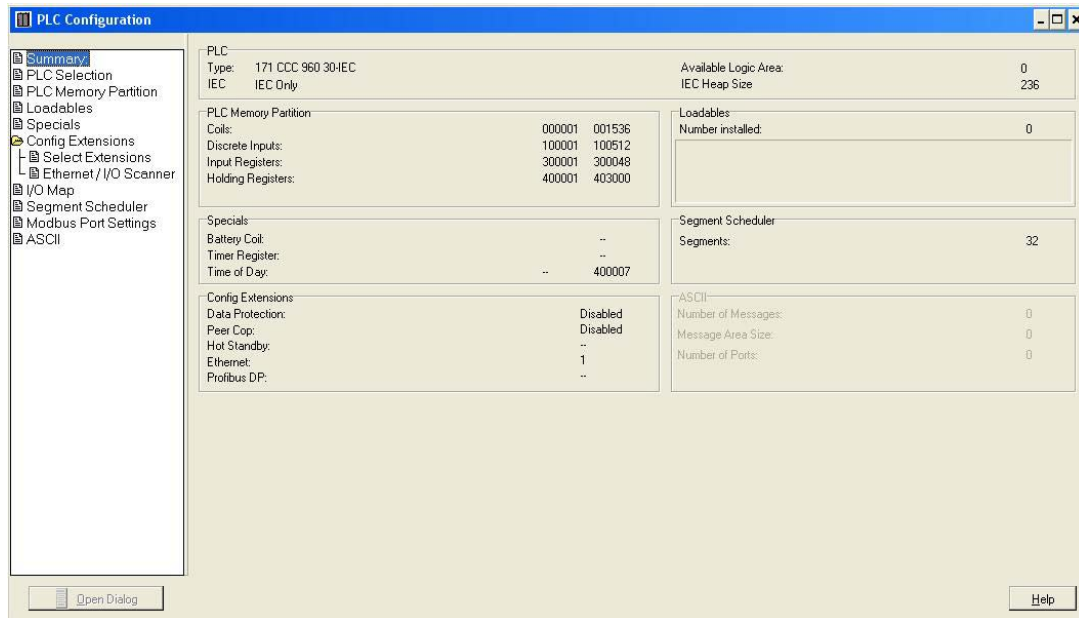 PLC Configuration
Summary:
PLC Selection
PLC Memory Partition
Loadables
Specials
Config Extensions
Select Extensions
Ethernet / I/O Scanner
I/O Map
Segment Scheduler
Modbus Port Settings
ASCII
PLC
Type: 171 CCC 960 30-IEC
IEC IEC Only
Available Logic Area: 0
IEC Heap Size 236
PLC Memory Partition
Coils: 000001 001536
Discrete Inputs: 100001 100512
Input Registers: 300001 300048
Holding Registers: 400001 403000
Loadables
Number installed: 0
Specials
Battery Coil: --
Timer Register: --
Time of Day: -- 400007
Segment Scheduler
Segments: 32
Config Extensions
Data Protection: Disabled
Peer Cop: Disabled
Hot Standby: --
Ethernet: 1
Profibus DP: --
ASCII
Number of Messages: 0
Message Area Size: 0
Number of Ports: 0
Open Dialog
Help